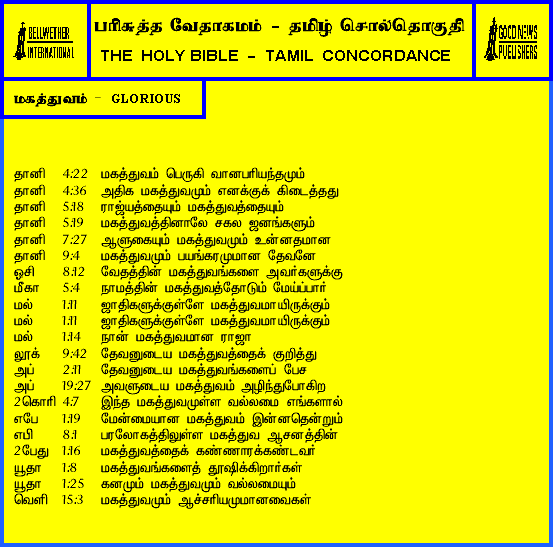 BELLWETHER
INTERNATIONAL
பரிசுத்த வேதாகமம் - தமிழ் சொல்தொகுதி
THE HOLY BIBLE - TAMIL CONCORDANCE
GOOD NEWS
PUBLISHERS
மகத்துவம் - GLORIOUS
தானி 4:22 மகத்துவம் பெருகி வானபரியந்தமும்
தானி 4:36 அதிக மகத்துவமும் எனக்குக் கிடைத்தது
தானி 5:18 ராஜ்யத்தையும் மகத்துவத்தையும்
தானி 5:19 மகத்துவத்தினாலே சகல ஜனங்களும்
தானி 7:27 ஆளுகையும் மகத்துவமும் உன்னதமான
தானி 9:4 மகத்துவமும் பயங்கரமுமான தேவனே
ஓசி 8:12 வேதத்தின் மகத்துவங்களை அவர்களுக்கு
மீகா 5:4 நாமத்தின் மகத்துவத்தோடும் மேய்ப்பார்
மல் 1:11 ஜாதிகளுக்குள்ளே மகத்துவமாயிருக்கும்
மல் 1:11 ஜாதிகளுக்குள்ளே மகத்துவமாயிருக்கும்
மல் 1:14 நான் மகத்துவமான ராஜா
லூக் 9:42 தேவனுடைய மகத்துவத்தைக் குறித்து
அப் 2:11 தேவனுடைய மகத்துவங்களைப் பேச
அப் 19:27 அவளுடைய மகத்துவம் அழிந்துபோகிற
2கொரி 4:7 இந்த மகத்துவமுள்ள வல்லமை எங்களால்
எபே 1:19 மேன்மையான மகத்துவம் இன்னதென்றும்
எபி 8:1 பரலோகத்திலுள்ள மகத்துவ ஆசனத்தின்
2பேது 1:16 மகத்துவத்தைக் கண்ணாரக்கண்டவர்
யூதா 1:8 மகத்துவங்களைத் தூஷிக்கிறார்கள்
யூதா 1:25 கனமும் மகத்துவமும் வல்லமையும்
வெளி 15:3 மகத்துவமும் ஆச்சரியமுமானவைகள்